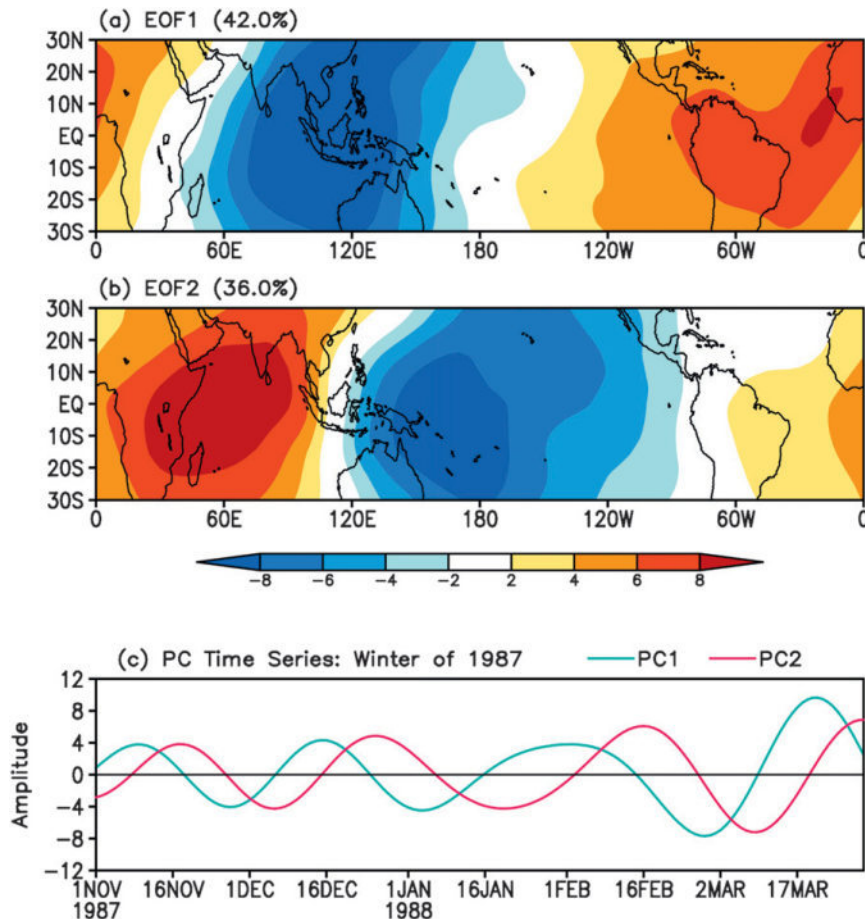 (a) EOF1 (42.0%)
30N
20N
10N
EQ
10S
20S
30S
0 60E 120E 180 120W 60W 0
(b) EOF2 (36.0%)
30N
20N
10N
EQ
10S
20S
30S
0 60E 120E 180 120W 60W 0
-8 -6 -4 -2 2 4 6 8
(c) PC Time Series: Winter of 1987 PC1 PC2
12
8
4
0
-4
-8
-12
Amplitude
1NOV 16NOV 1DEC 16DEC 1JAN 16JAN 1FEB 16FEB 2MAR 17MAR
1987 1988